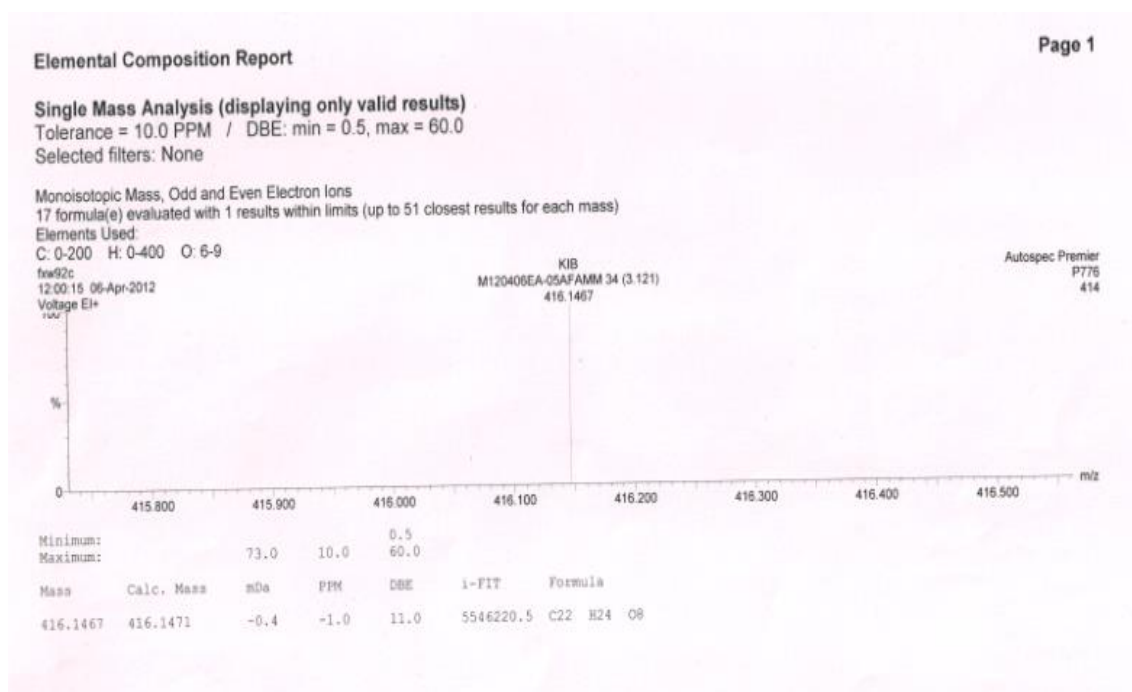 Page 1
Elemental Composition Report
Single Mass Analysis (displaying only valid results)
Tolerance = 10.0 PPM / DBE: min = 0.5, max = 60.0
Selected filters: None
Monoisotopic Mass, Odd and Even Electron Ions
17 formula(e) evaluated with 1 results within limits (up to 51 closest results for each mass)
Elements Used:
C: 0-200 H: 0-400 O: 6-9
KIB Autospec Premier
12:00:15 06-Apr-2012 M120406EA-05AFAMM 34 (3.121) P776
Voltage EI+ 416.1467 414
100
%
0 m/z
415.800 415.900 416.000 416.100 416.200 416.300 416.400 416.500
Minimum: 0.5
Maximum: 73.0 10.0 60.0
Mass Calc. Mass mDa PPM DBE i-FIT Formula
416.1467 416.1471 -0.4 -1.0 11.0 5546220.5 C22 H24 O8